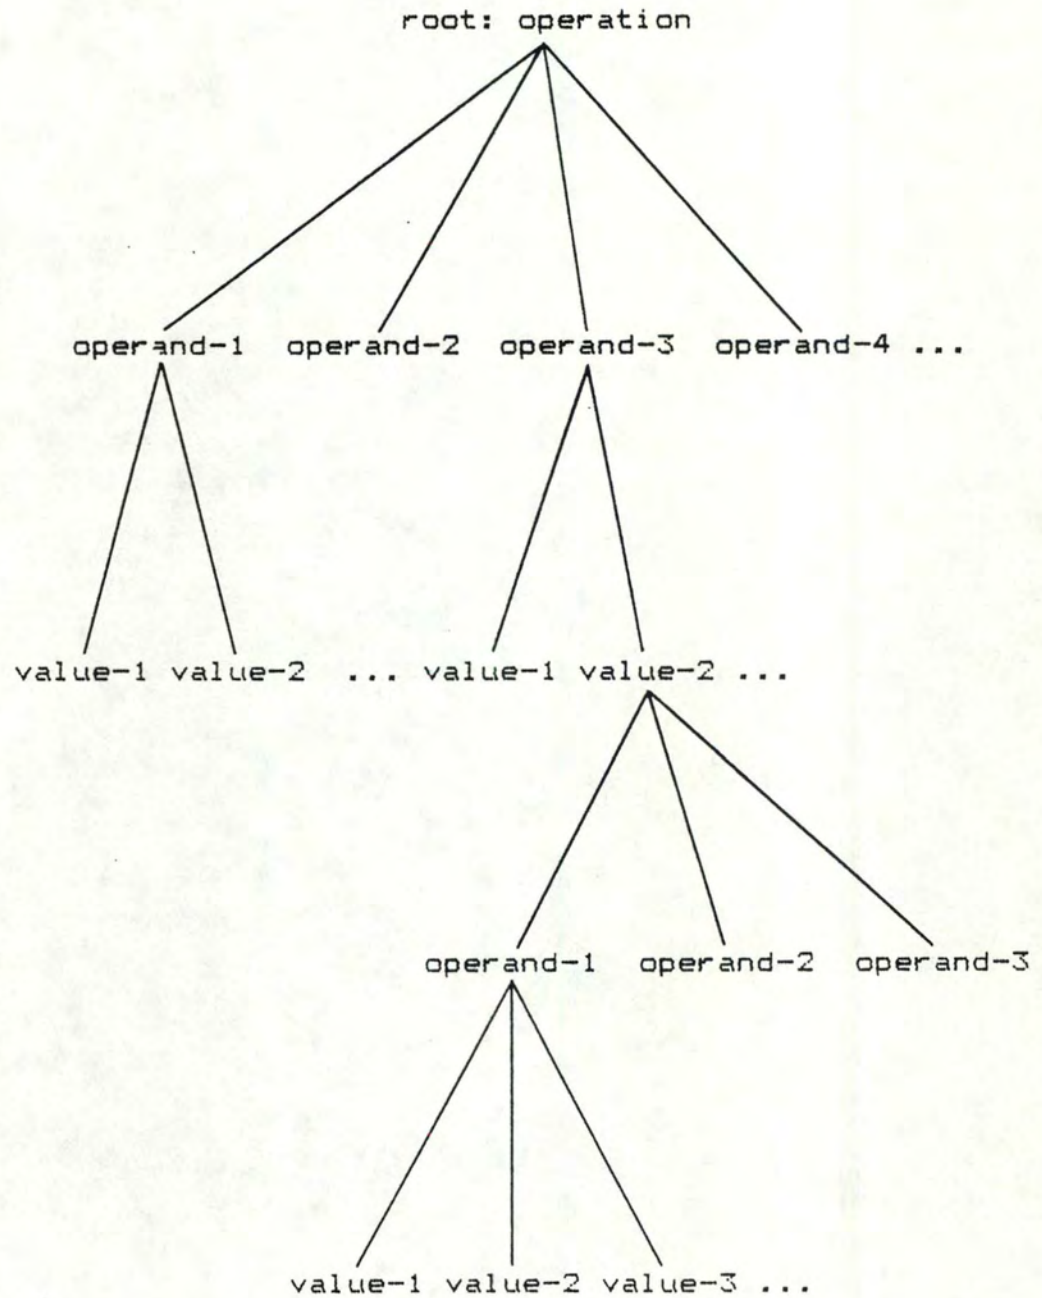 root: operation
operand-1 operand-2 operand-3 operand-4 ...
value-1 value-2 ... value-1 value-2 ...
operand-1 operand-2 operand-3
value-1 value-2 value-3 ...